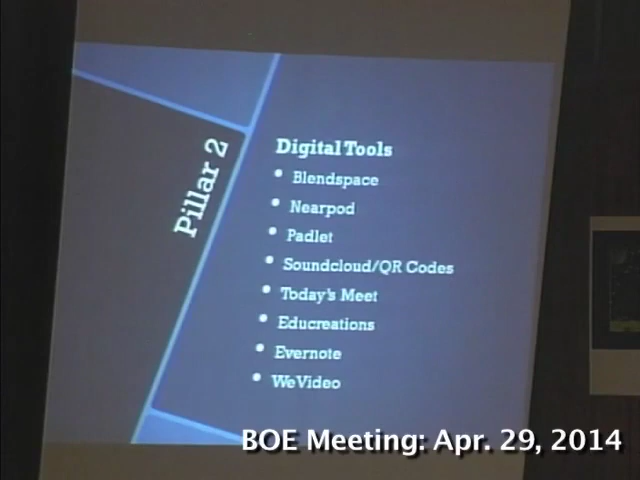 Pillar 2
Digital Tools
• Blendspace
• Nearpod
• Padlet
• Soundcloud/QR Codes
• Today's Meet
• Educreations
• Evernote
• WeVideo
BOE Meeting: Apr. 29, 2014